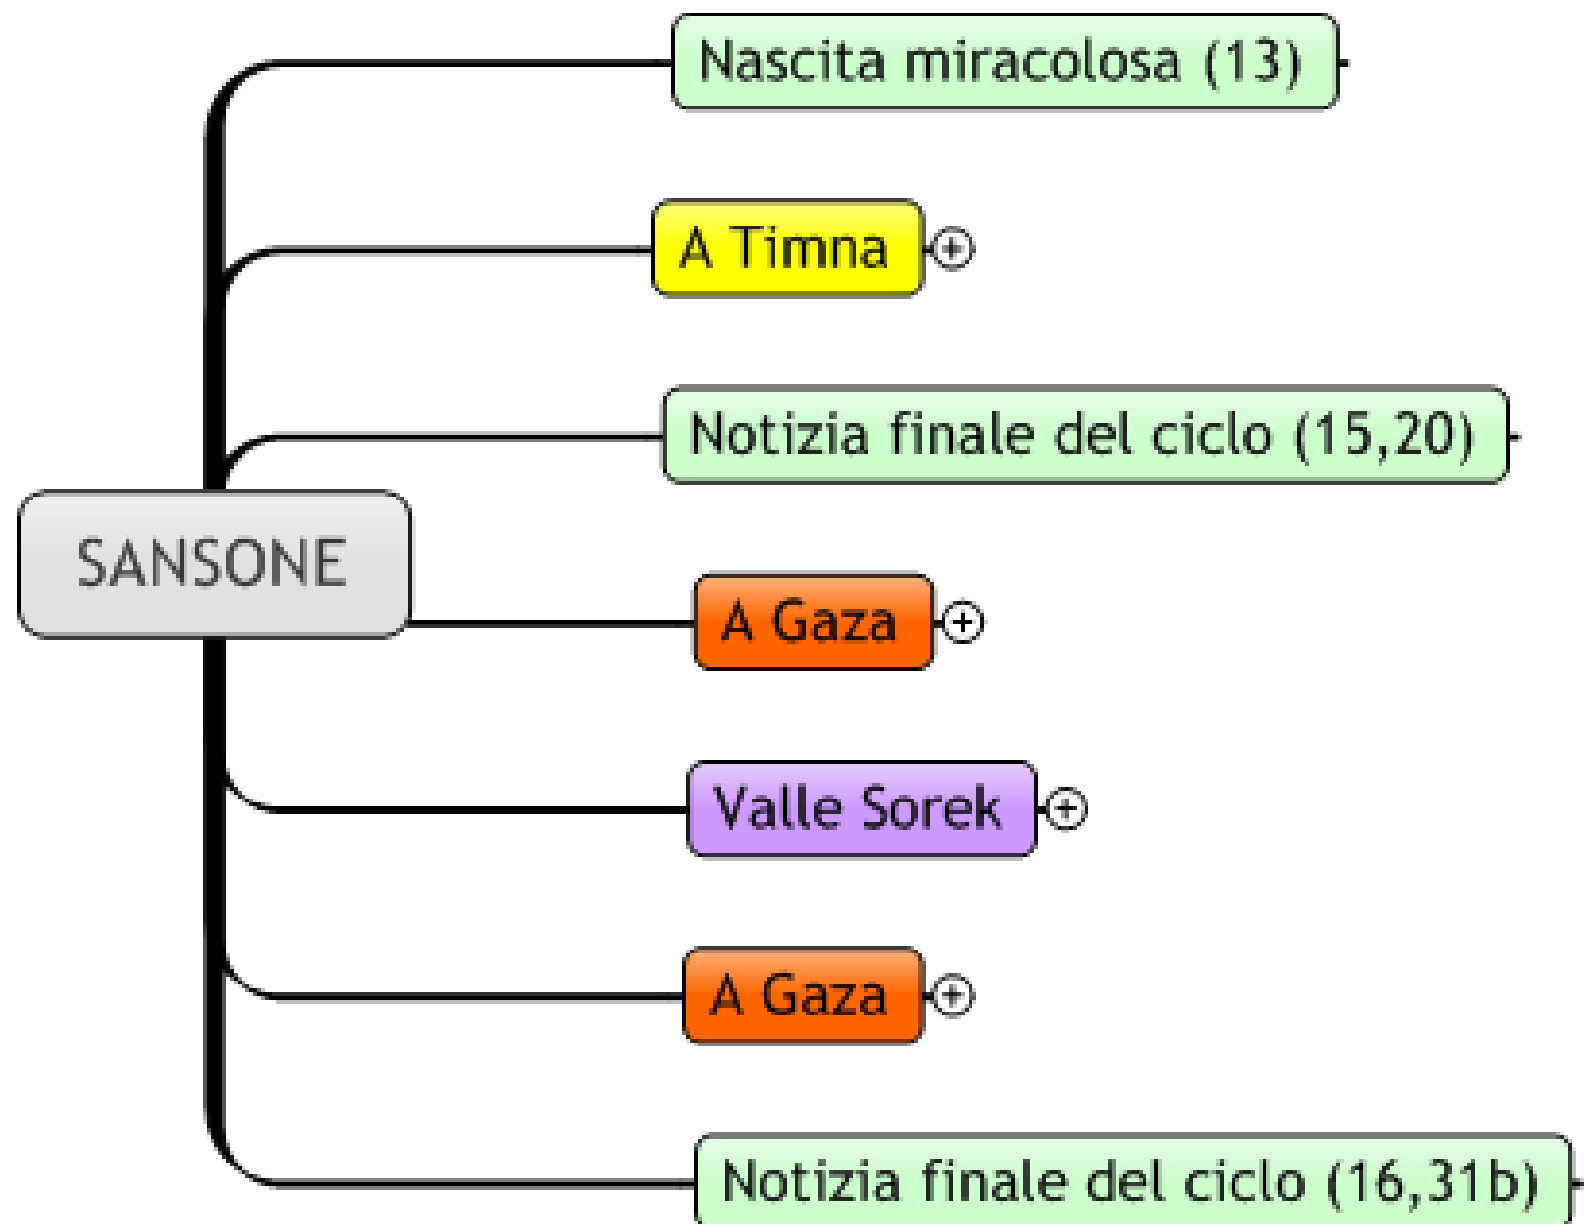 Nascita miracolosa (13)
A Timna
Notizia finale del ciclo (15,20)
SANSONE
A Gaza
Valle Sorek
A Gaza
Notizia finale del ciclo (16,31b)